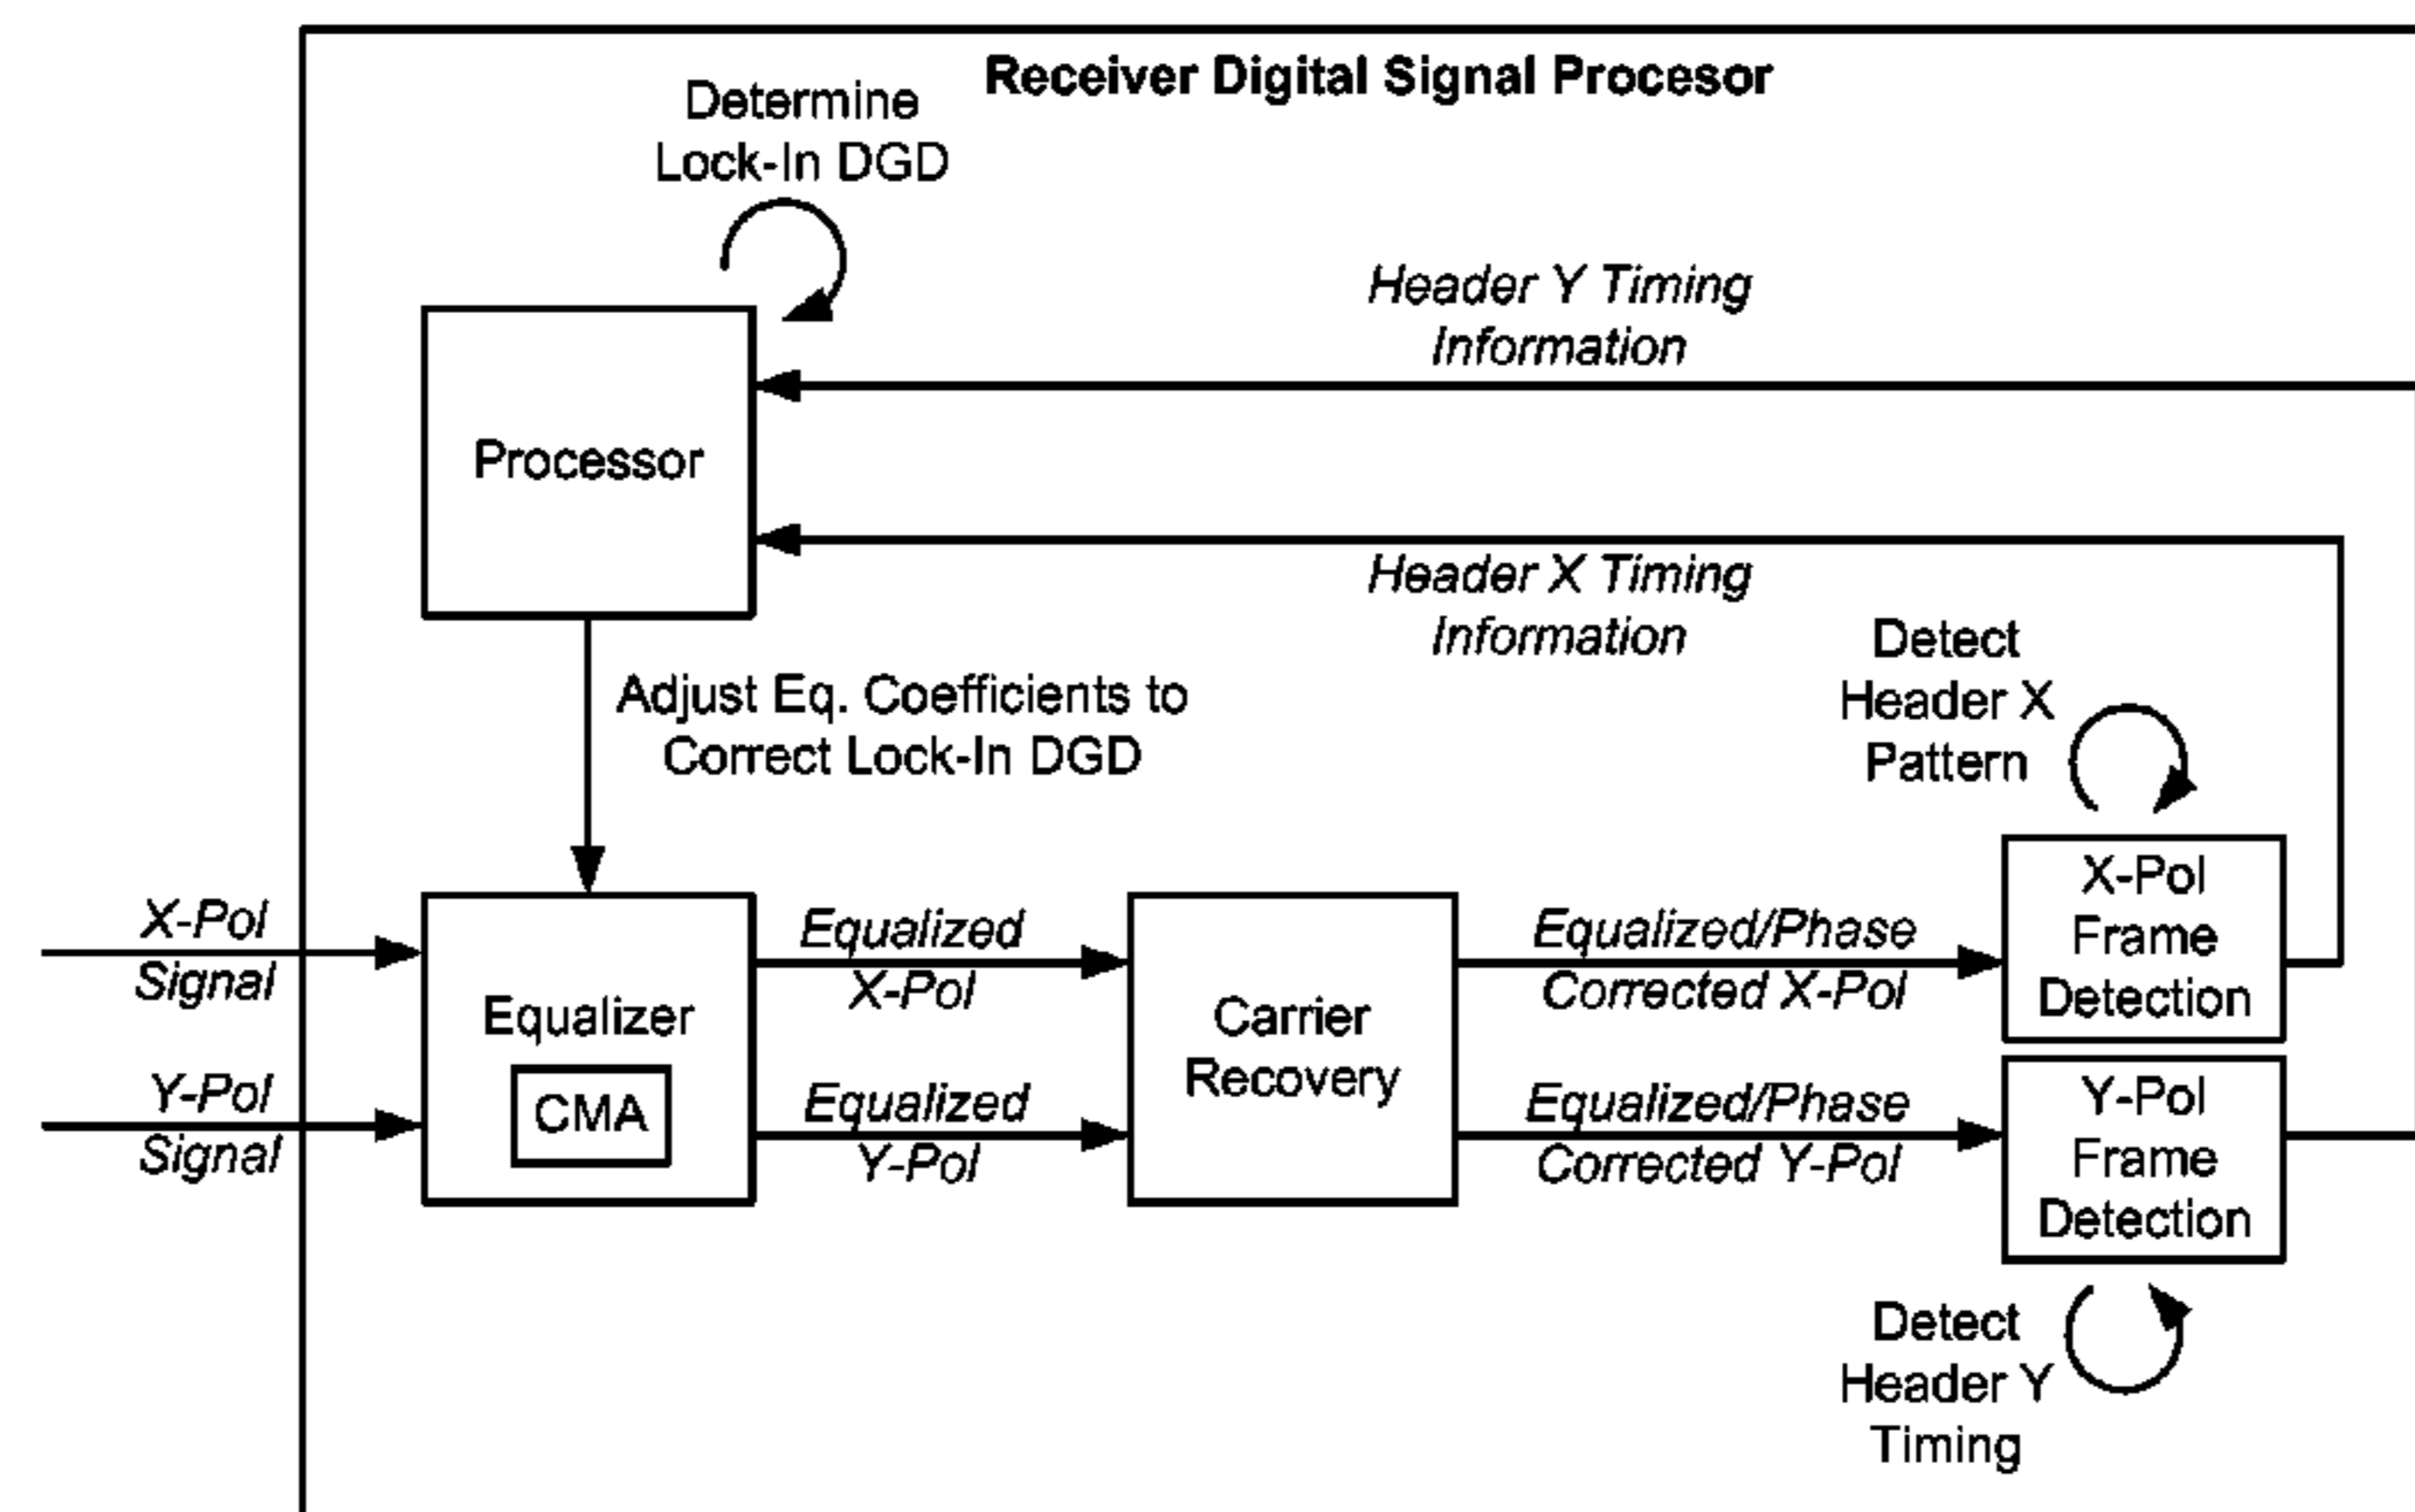 Receiver Digital Signal Procesor
Determine
Lock-In DGD
Header Y Timing
Information
Processor
Header X Timing
Information
Adjust Eq. Coefficients to
Correct Lock-In DGD
Detect
Header X
Pattern
X-Pol
Signal
Y-Pol
Signal
Equalizer
CMA
Equalized
X-Pol
Equalized
Y-Pol
Carrier
Recovery
Equalized/Phase
Corrected X-Pol
Equalized/Phase
Corrected Y-Pol
X-Pol
Frame
Detection
Y-Pol
Frame
Detection
Detect
Header Y
Timing